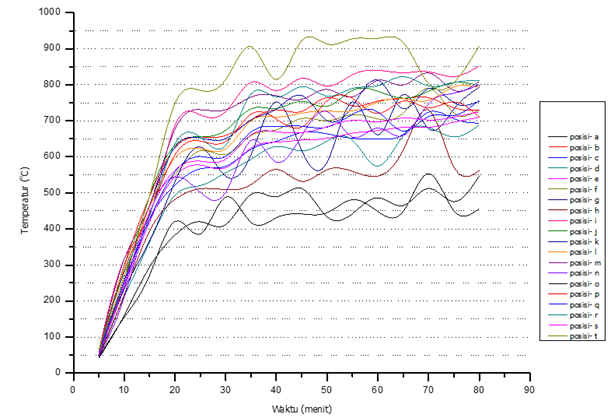 1000
900
800
700
600
500
400
300
200
100
0
Temperatur (°C)
0 10 20 30 40 50 60 70 80 90
Waktu (menit)
posisi- a
posisi- b
posisi- c
posisi- d
posisi- e
posisi- f
posisi- g
posisi- h
posisi- i
posisi- j
posisi- k
posisi- l
posisi- m
posisi- n
posisi- o
posisi- p
posisi- q
posisi- r
posisi- s
posisi- t